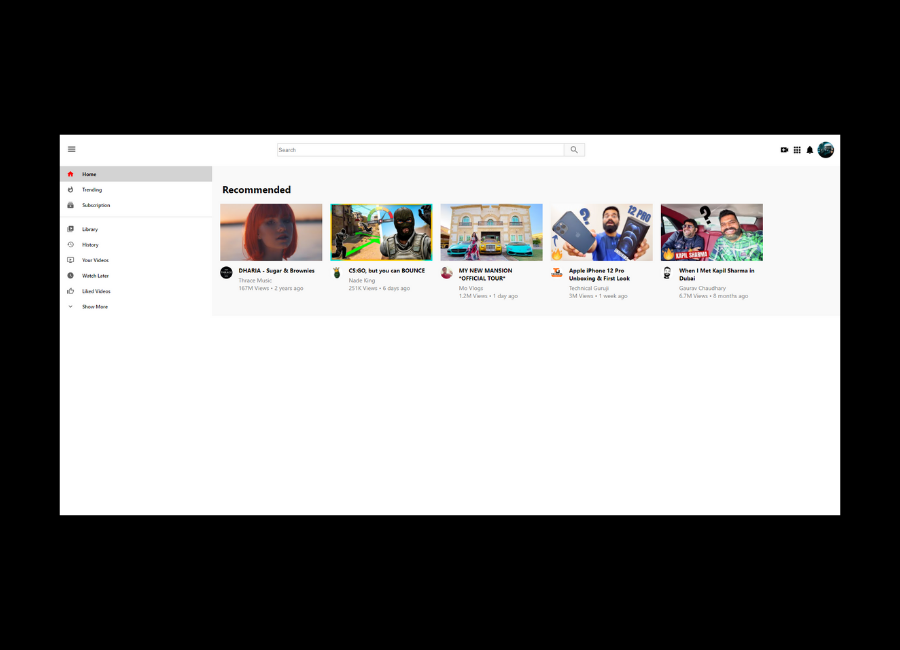 Search
Home
Trending
Subscription
Library
History
Your Videos
Watch Later
Liked Videos
Show More
Recommended
DHARIA - Sugar & Brownies
Thrace Music
167M Views • 2 years ago
CS:GO, but you can BOUNCE
Nade King
251K Views • 6 days ago
MY NEW MANSION
*OFFICIAL TOUR*
Mo Vlogs
1.2M Views • 1 day ago
?
12 PRO
Apple iPhone 12 Pro
Unboxing & First Look
Technical Guruji
5M Views • 1 week ago
?
KAPIL SHARMA
When I Met Kapil Sharma in
Dubai
Gaurav Chaudhary
6.7M Views • 8 months ago